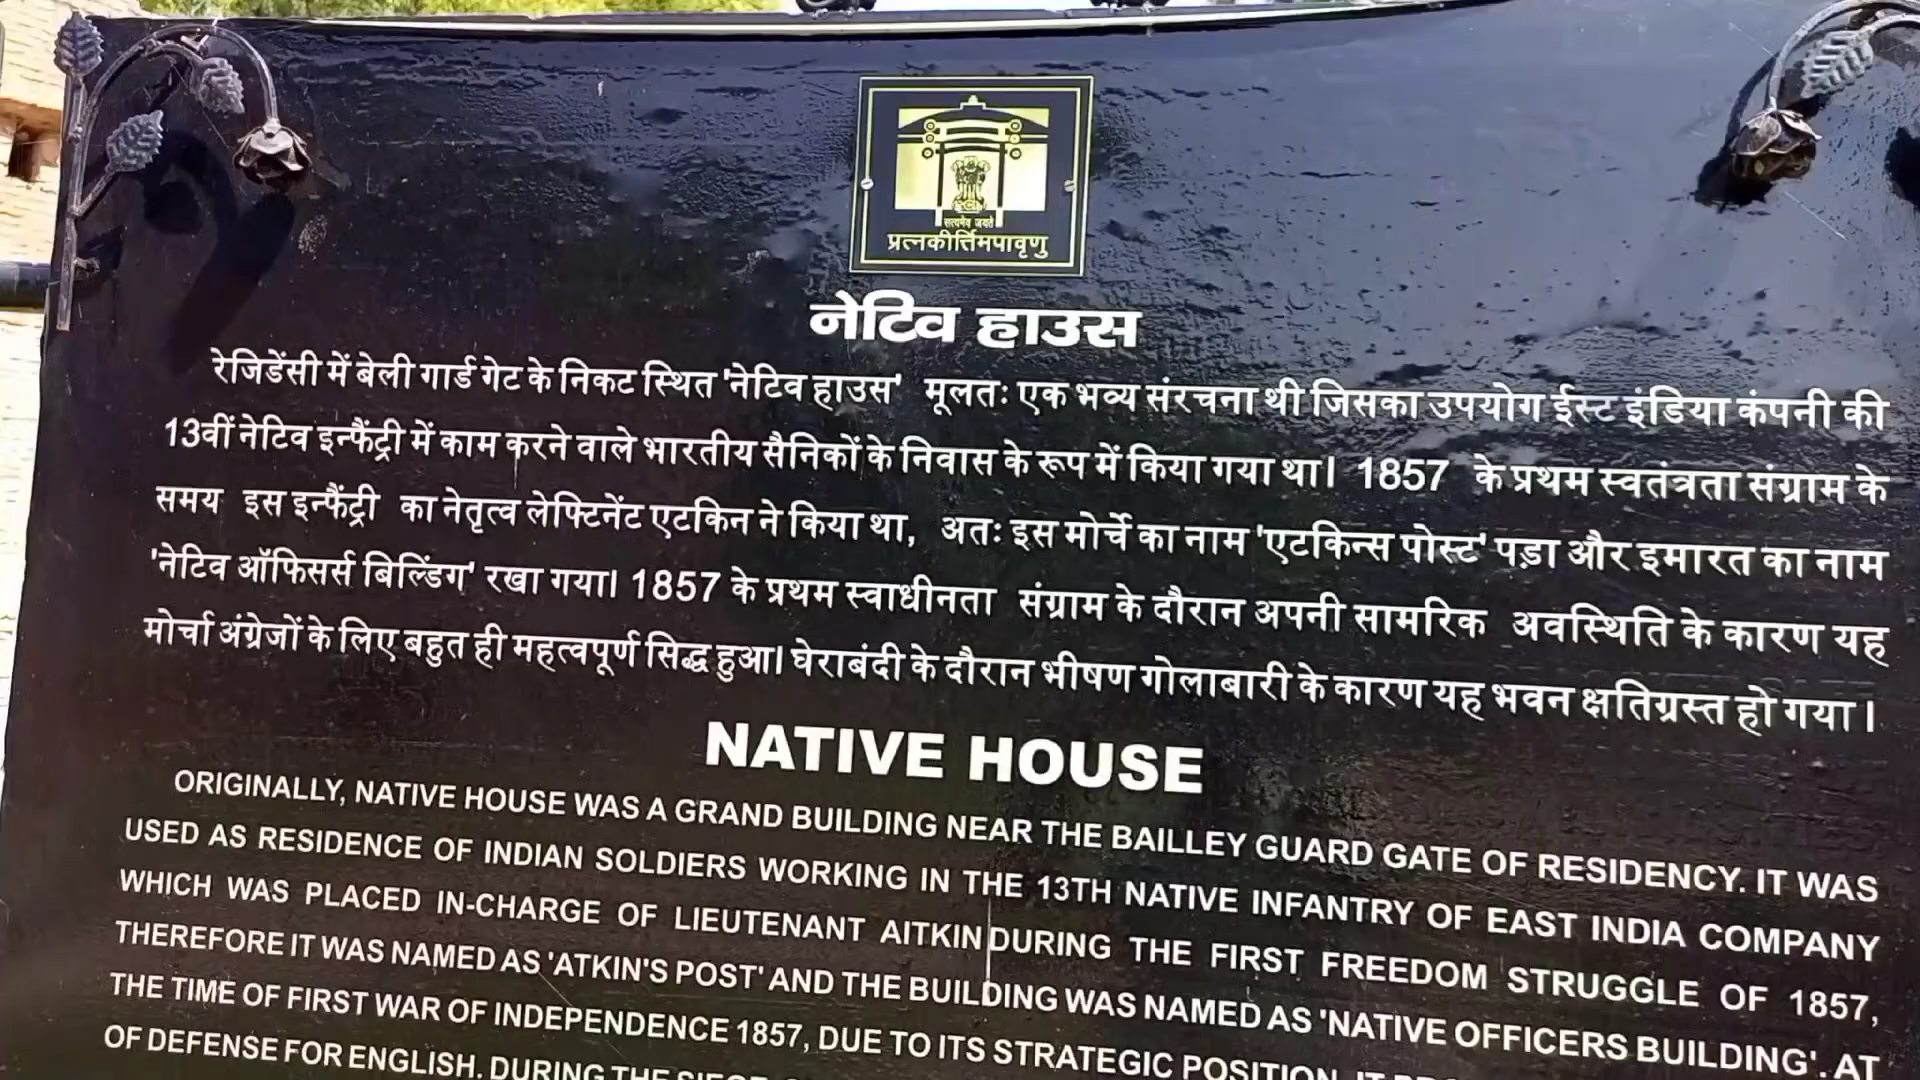 सत्यमेव जयते
प्रत्नकीर्त्तिमपावृणु
नेटिव हाउस
रेजिडेंसी में बेली गार्ड गेट के निकट स्थित 'नेटिव हाउस' मूलतः एक भव्य संरचना थी जिसका उपयोग ईस्ट इंडिया कंपनी की
13वीं नेटिव इन्फैंट्री में काम करने वाले भारतीय सैनिकों के निवास के रूप में किया गया था। 1857 के प्रथम स्वतंत्रता संग्राम के
समय इस इन्फैंट्री का नेतृत्व लेफ्टिनेंट एटकिन ने किया था, अतः इस मोर्चे का नाम 'एटकिन्स पोस्ट' पड़ा और इमारत का नाम
'नेटिव ऑफिसर्स बिल्डिंग' रखा गया। 1857 के प्रथम स्वाधीनता संग्राम के दौरान अपनी सामरिक अवस्थिति के कारण यह
मोर्चा अंग्रेजों के लिए बहुत ही महत्वपूर्ण सिद्ध हुआ। घेराबंदी के दौरान भीषण गोलाबारी के कारण यह भवन क्षतिग्रस्त हो गया।
NATIVE HOUSE
ORIGINALLY, NATIVE HOUSE WAS A GRAND BUILDING NEAR THE BAILLEY GUARD GATE OF RESIDENCY. IT WAS
USED AS RESIDENCE OF INDIAN SOLDIERS WORKING IN THE 13TH NATIVE INFANTRY OF EAST INDIA COMPANY
WHICH WAS PLACED IN-CHARGE OF LIEUTENANT AITKIN DURING THE FIRST FREEDOM STRUGGLE OF 1857,
THEREFORE IT WAS NAMED AS 'ATKIN'S POST' AND THE BUILDING WAS NAMED AS 'NATIVE OFFICERS BUILDING'. AT
THE TIME OF FIRST WAR OF INDEPENDENCE 1857, DUE TO ITS STRATEGIC POSITION, IT
OF DEFENSE FOR ENGLISH. DURING THE